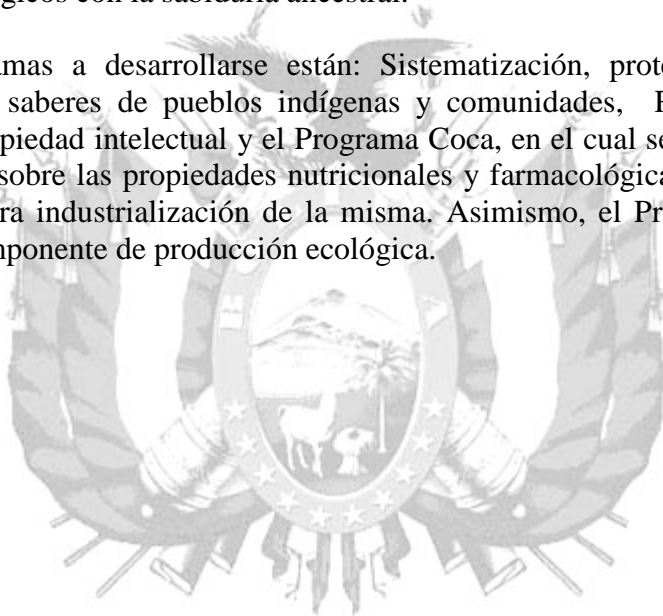 gicos con la sabiduría ancestral.
amas a desarrollarse están: Sistematización, prot
saberes de pueblos indígenas y comunidades,
piedad intelectual y el Programa Coca, en el cual se
sobre las propiedades nutricionales y farmacológica
ra industrialización de la misma. Asimismo, el Pr
mponente de producción ecológica.